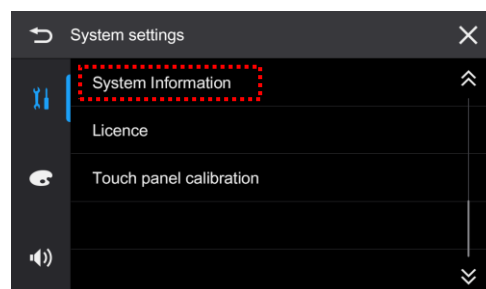 System settings
System Information
Licence
Touch panel calibration